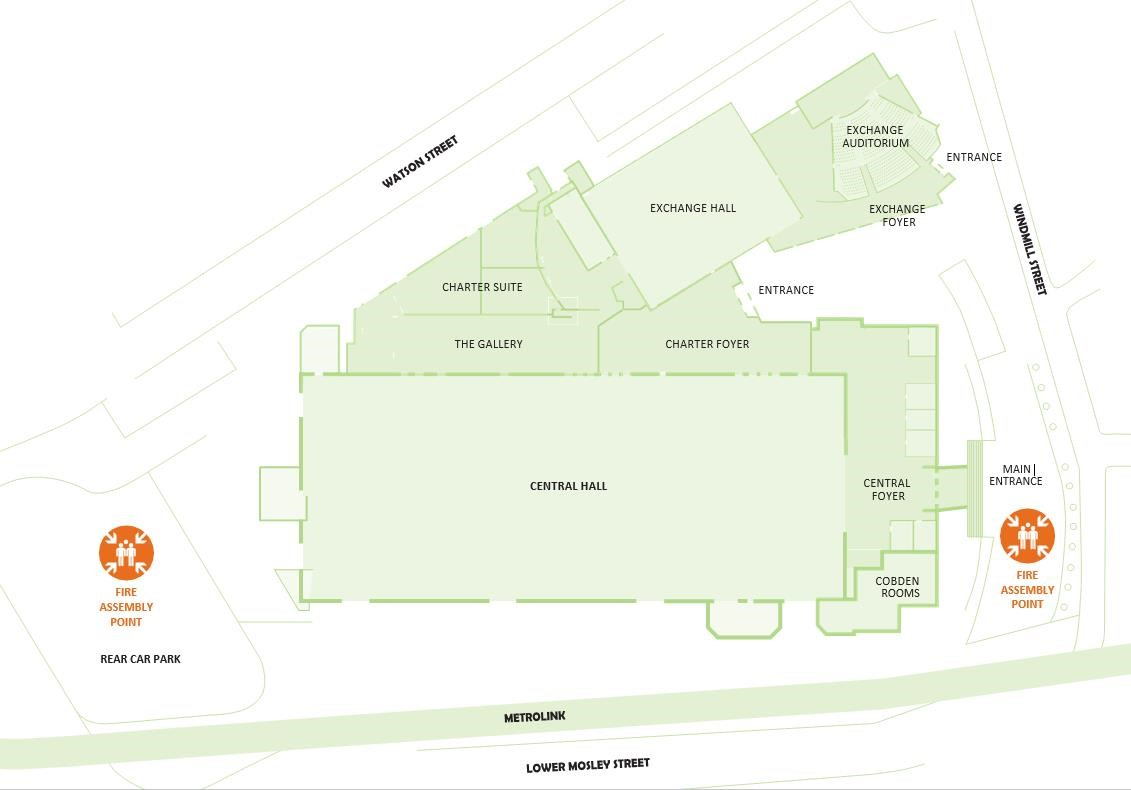 WATSON STREET
EXCHANGE
AUDITORIUM
ENTRANCE
EXCHANGE HALL
EXCHANGE
FOYER
WINDMILL STREET
CHARTER SUITE
ENTRANCE
THE GALLERY
CHARTER FOYER
CENTRAL HALL
CENTRAL
FOYER
MAIN|
ENTRANCE
FIRE
ASSEMBLY
POINT
COBDEN
ROOMS
FIRE
ASSEMBLY
POINT
REAR CAR PARK
METROLINK
LOWER MOSLEY STREET